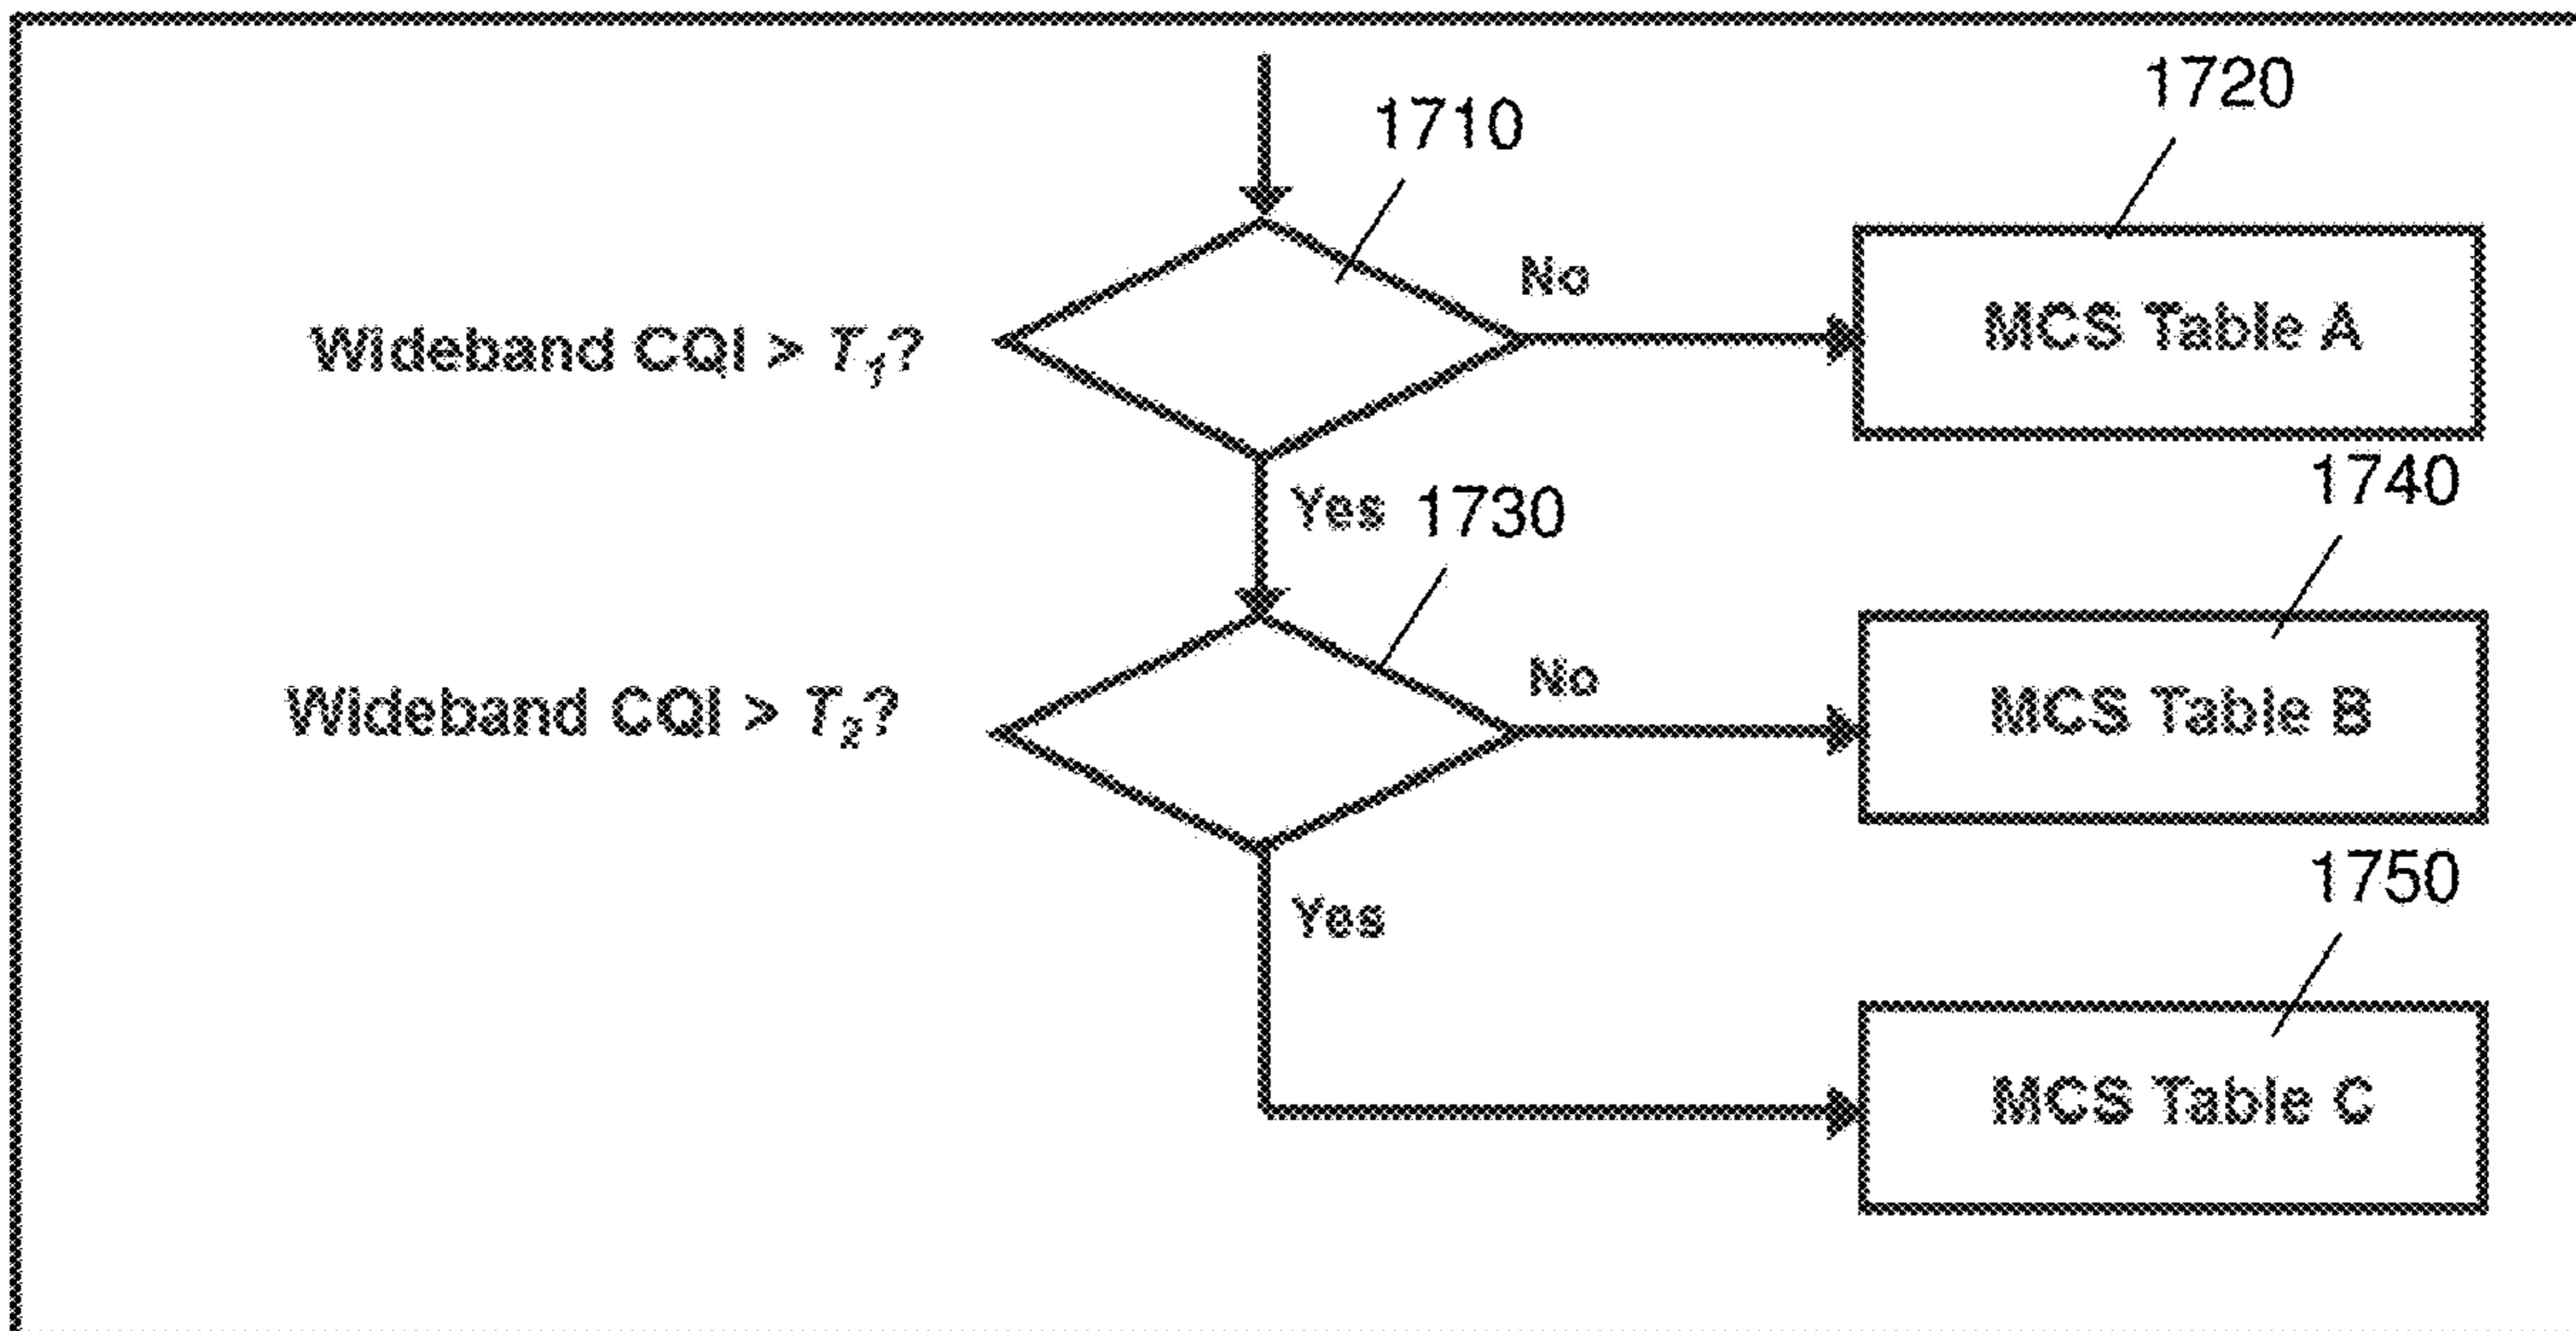 1720
1710
No
Wideband CQI > T₁?
MCS Table A
1740
Yes 1730
No
Wideband CQI > T₂?
MCS Table B
1750
Yes
MCS Table C